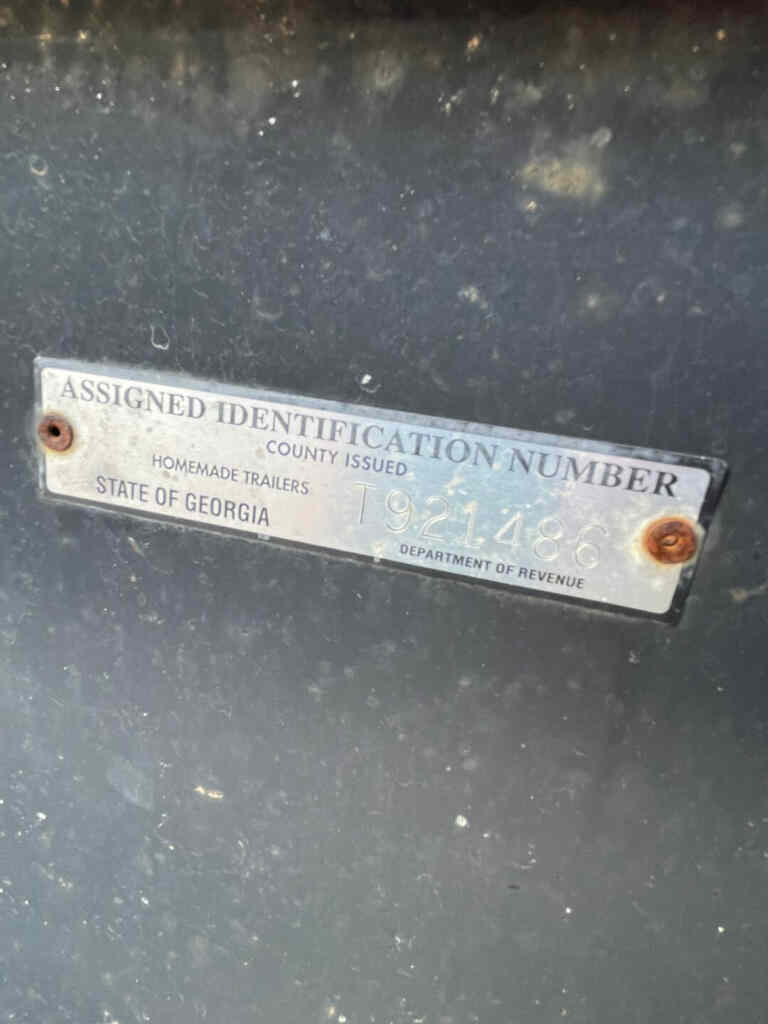 ASSIGNED IDENTIFICATION NUMBER
COUNTY ISSUED
HOMEMADE TRAILERS
T921486
STATE OF GEORGIA
DEPARTMENT OF REVENUE